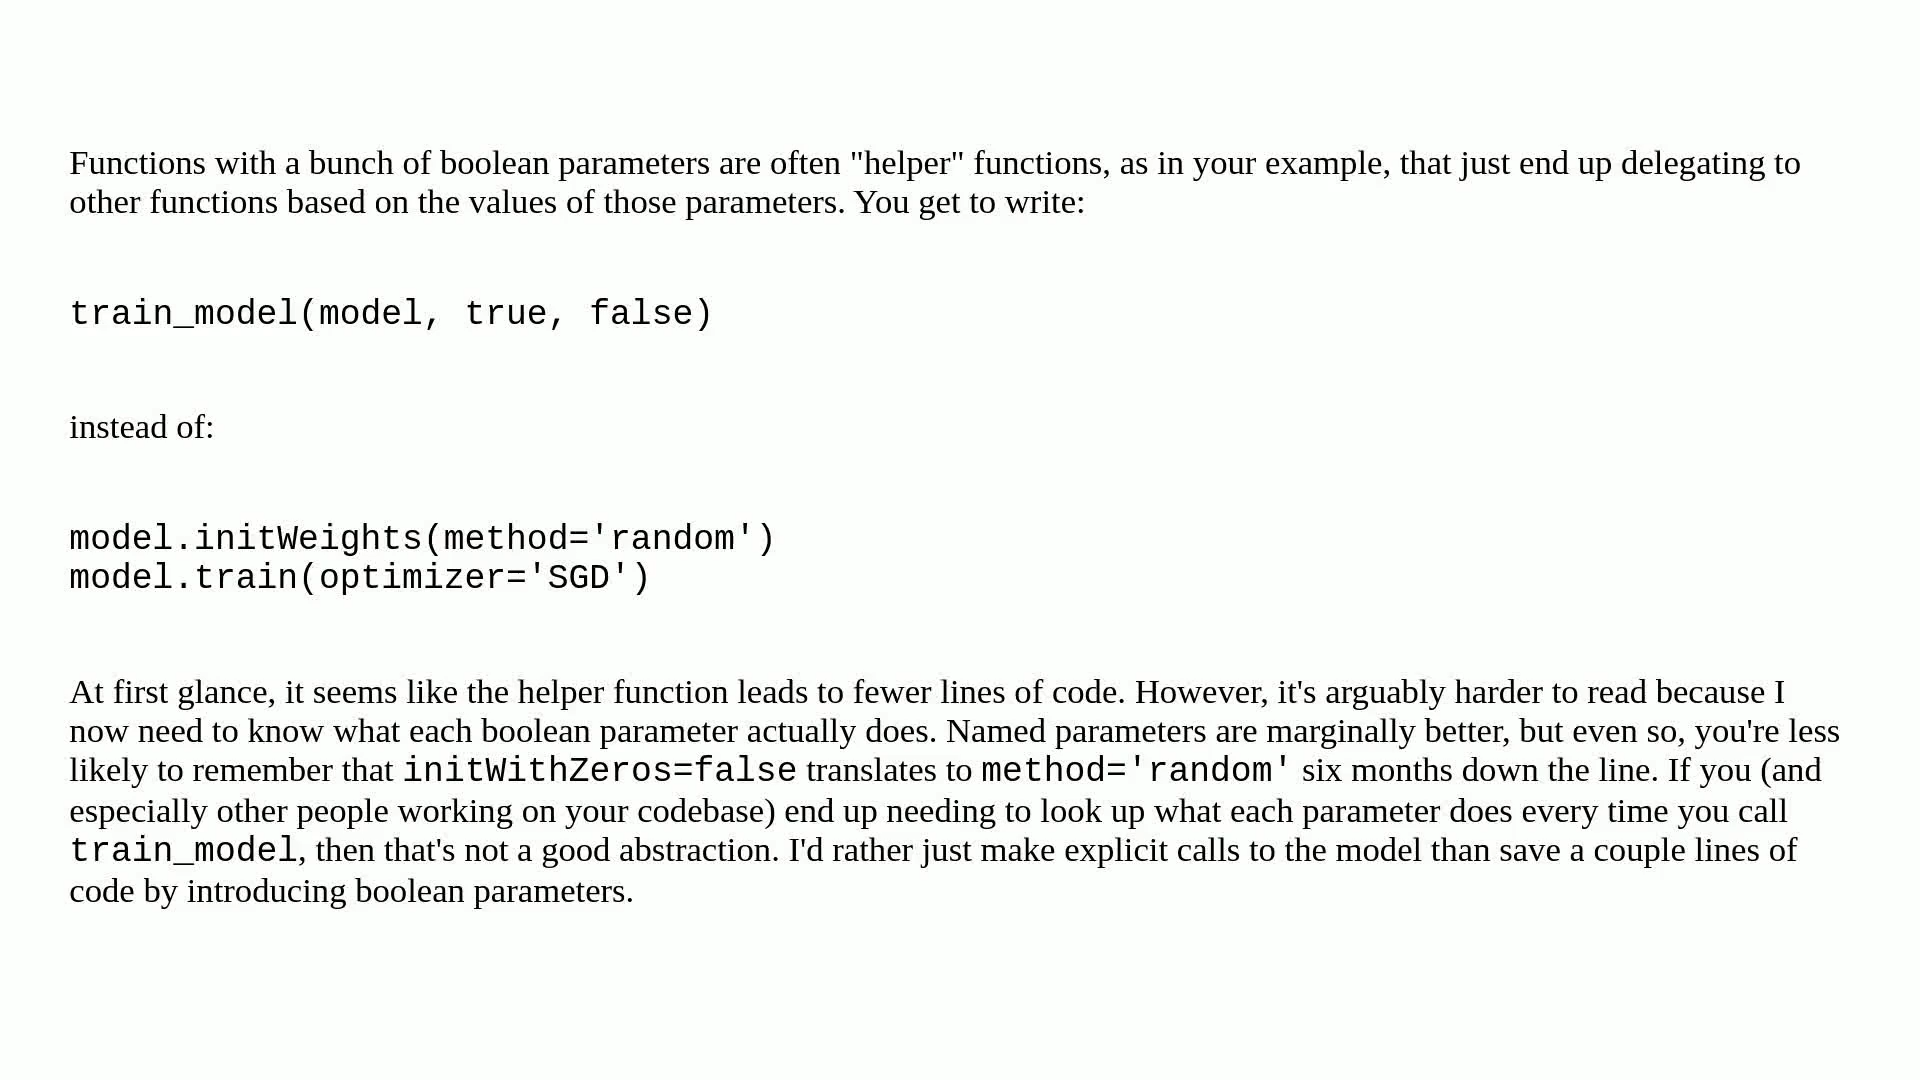 Functions with a bunch of boolean parameters are often "helper" functions, as in your example, that just end up delegating to
other functions based on the values of those parameters. You get to write:
train_model(model, true, false)
instead of:
model.initWeights(method='random')
model.train(optimizer='SGD')
At first glance, it seems like the helper function leads to fewer lines of code. However, it's arguably harder to read because I
now need to know what each boolean parameter actually does. Named parameters are marginally better, but even so, you're less
likely to remember that initWithZeros=false translates to method='random' six months down the line. If you (and
especially other people working on your codebase) end up needing to look up what each parameter does every time you call
train_model, then that's not a good abstraction. I'd rather just make explicit calls to the model than save a couple lines of
code by introducing boolean parameters.